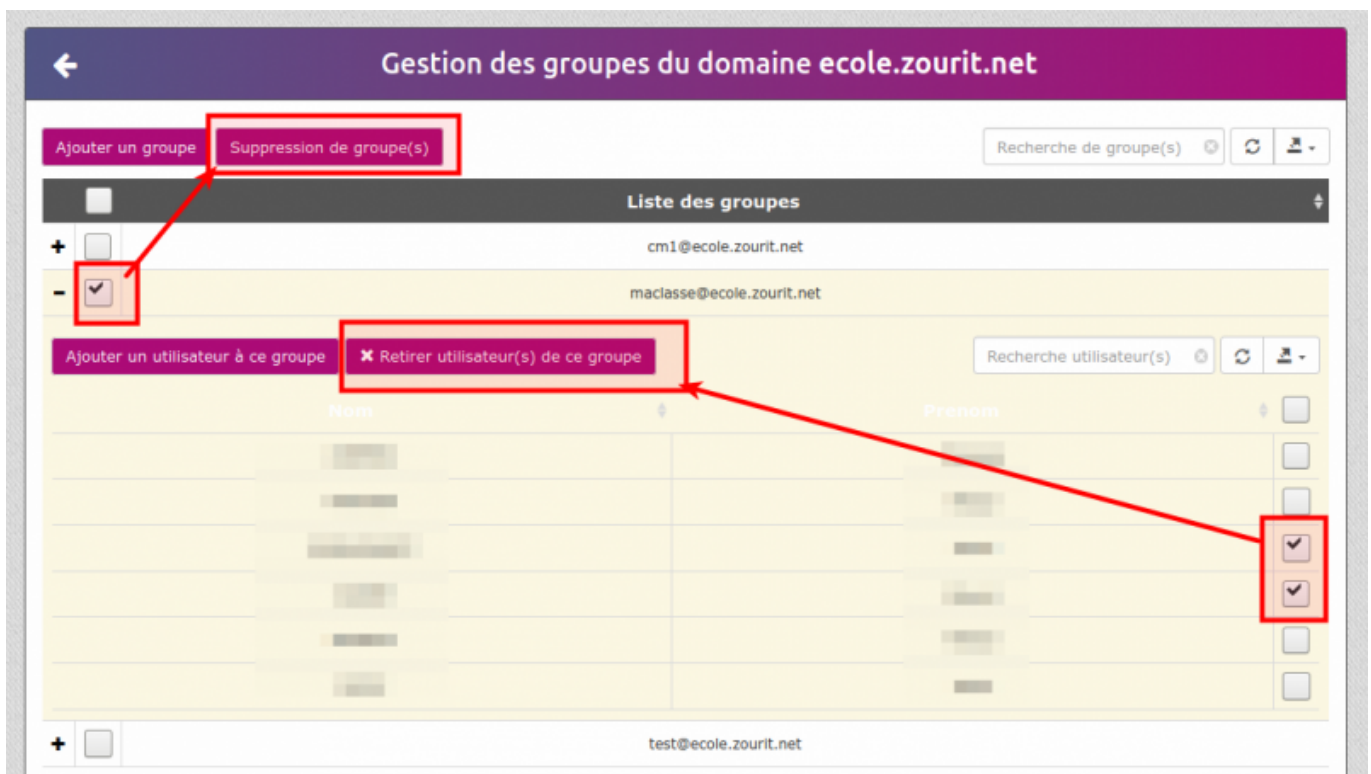 Gestion des groupes du domaine ecole.zourit.net
Ajouter un groupe Suppression de groupe(s) Recherche de groupe(s)
Liste des groupes
cm1@ecole.zourit.net
maclasse@ecole.zourit.net
Ajouter un utilisateur à ce groupe Retirer utilisateur(s) de ce groupe Recherche utilisateur(s)
Nom Prenom
test@ecole.zourit.net